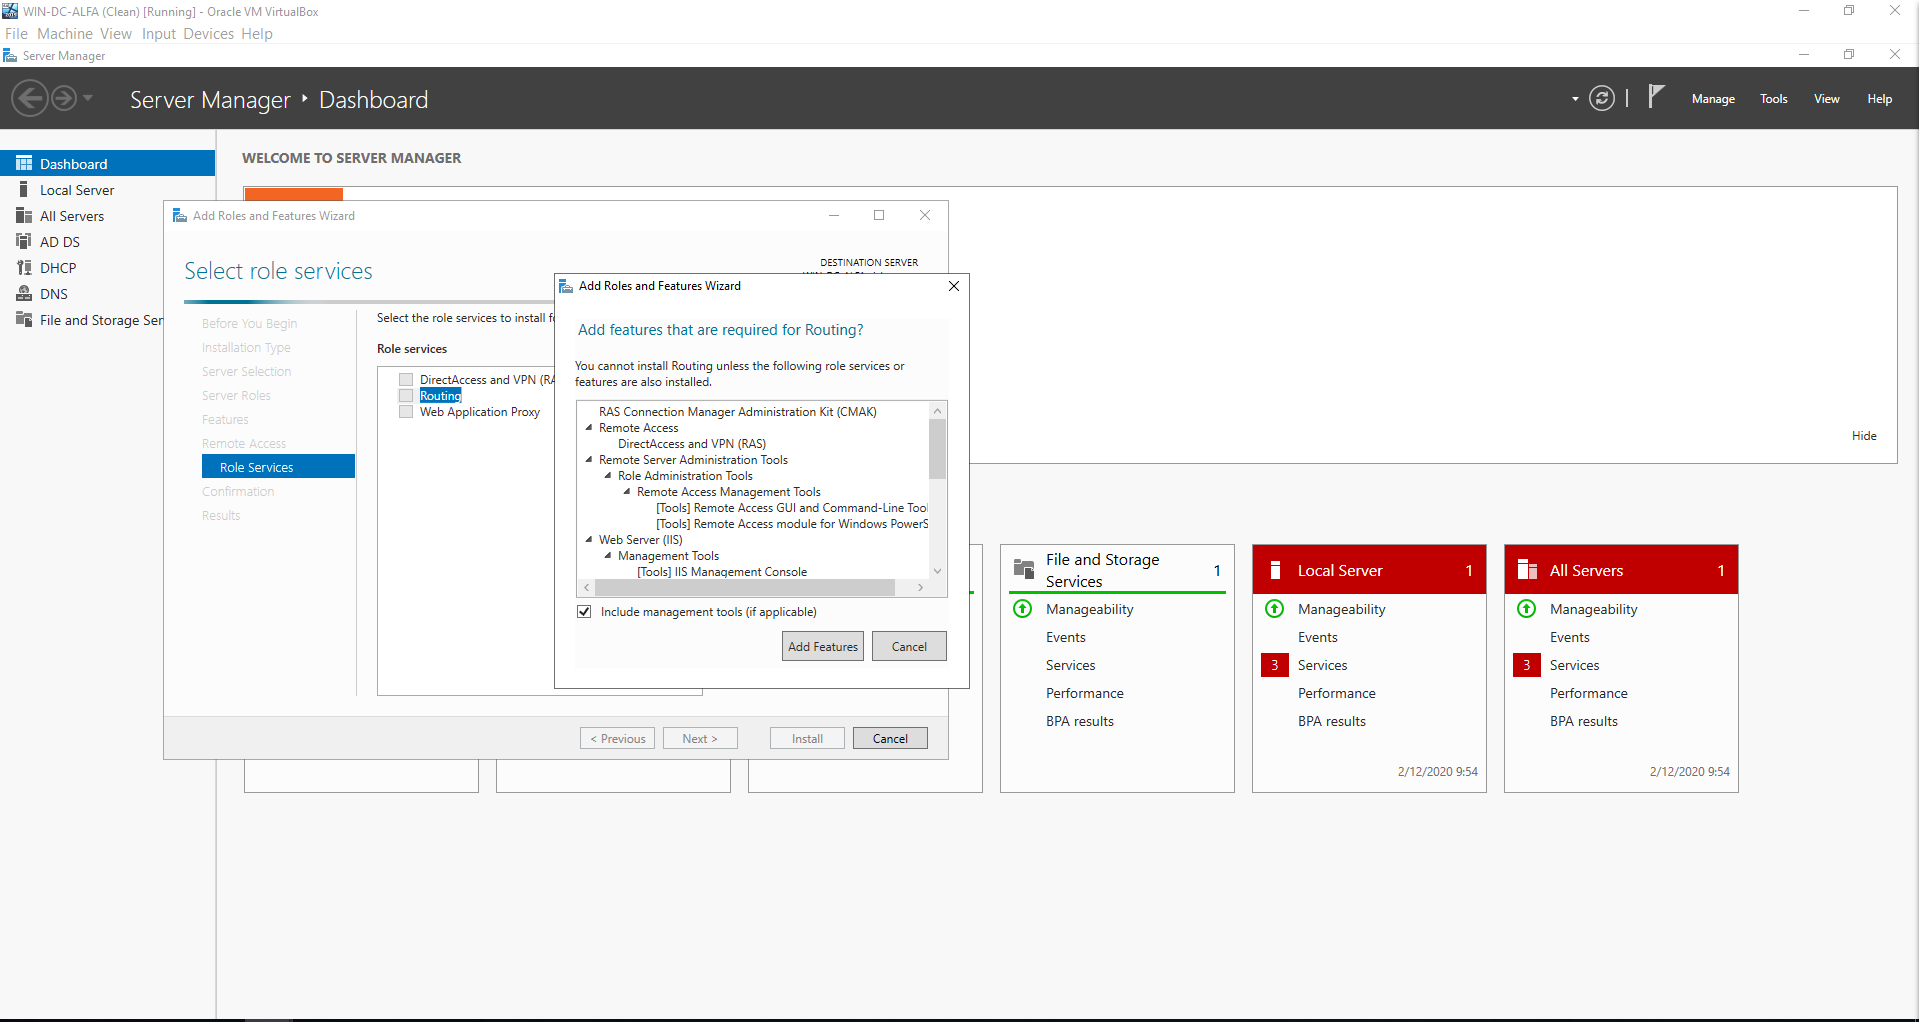 WIN-DC-ALFA (Clean) [Running] - Oracle VM VirtualBox
File Machine View Input Devices Help
Server Manager
Server Manager Dashboard
Manage Tools View Help
Dashboard
Local Server
All Servers
AD DS
DHCP
DNS
File and Storage Ser
WELCOME TO SERVER MANAGER
Hide
Add Roles and Features Wizard
Select role services
DESTINATION SERVER
Before You Begin
Installation Type
Server Selection
Server Roles
Features
Remote Access
Role Services
Confirmation
Results
Select the role services to install f
Role services
DirectAccess and VPN (RA
Routing
Web Application Proxy
< Previous
Next >
Install
Cancel
Add Roles and Features Wizard
Add features that are required for Routing?
You cannot install Routing unless the following role services or
features are also installed.
RAS Connection Manager Administration Kit (CMAK)
Remote Access
DirectAccess and VPN (RAS)
Remote Server Administration Tools
Role Administration Tools
Remote Access Management Tools
[Tools] Remote Access GUI and Command-Line Tool
[Tools] Remote Access module for Windows PowerS
Web Server (IIS)
Management Tools
[Tools] IIS Management Console
Include management tools (if applicable)
Add Features
Cancel
File and Storage
Services
1
Manageability
Events
Services
Performance
BPA results
Local Server 1
Manageability
Events
3 Services
Performance
BPA results
2/12/2020 9:54
All Servers 1
Manageability
Events
3 Services
Performance
BPA results
2/12/2020 9:54